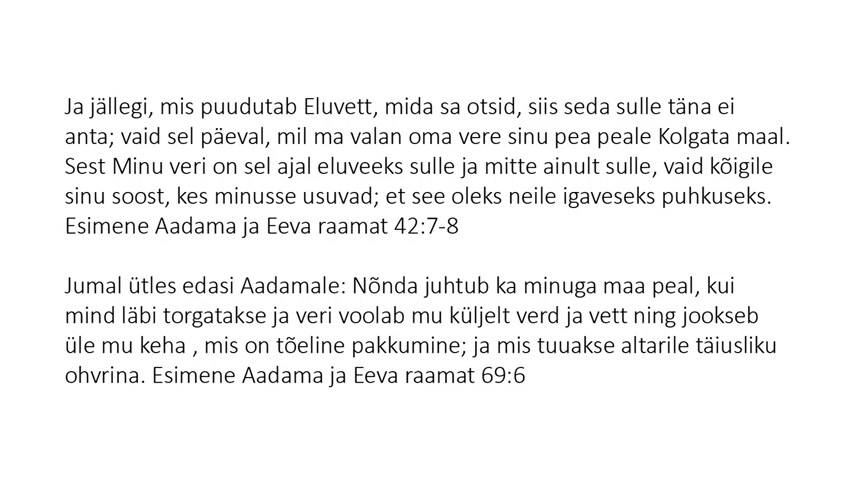 Ja jällegi, mis puudutab Eluvett, mida sa otsid, siis seda sulle täna ei
anta; vaid sel päeval, mil ma valan oma vere sinu pea peale Kolgata maal.
Sest Minu veri on sel ajal eluveeks sulle ja mitte ainult sulle, vaid kõigile
sinu soost, kes minusse usuvad; et see oleks neile igaveseks puhkuseks.
Esimene Aadama ja Eeva raamat 42:7-8
Jumal ütles edasi Aadamale: Nõnda juhtub ka minuga maa peal, kui
mind läbi torgatakse ja veri voolab mu küljelt verd ja vett ning jookseb
üle mu keha , mis on tõeline pakkumine; ja mis tuuakse altarile täiusliku
ohvrina. Esimene Aadama ja Eeva raamat 69:6